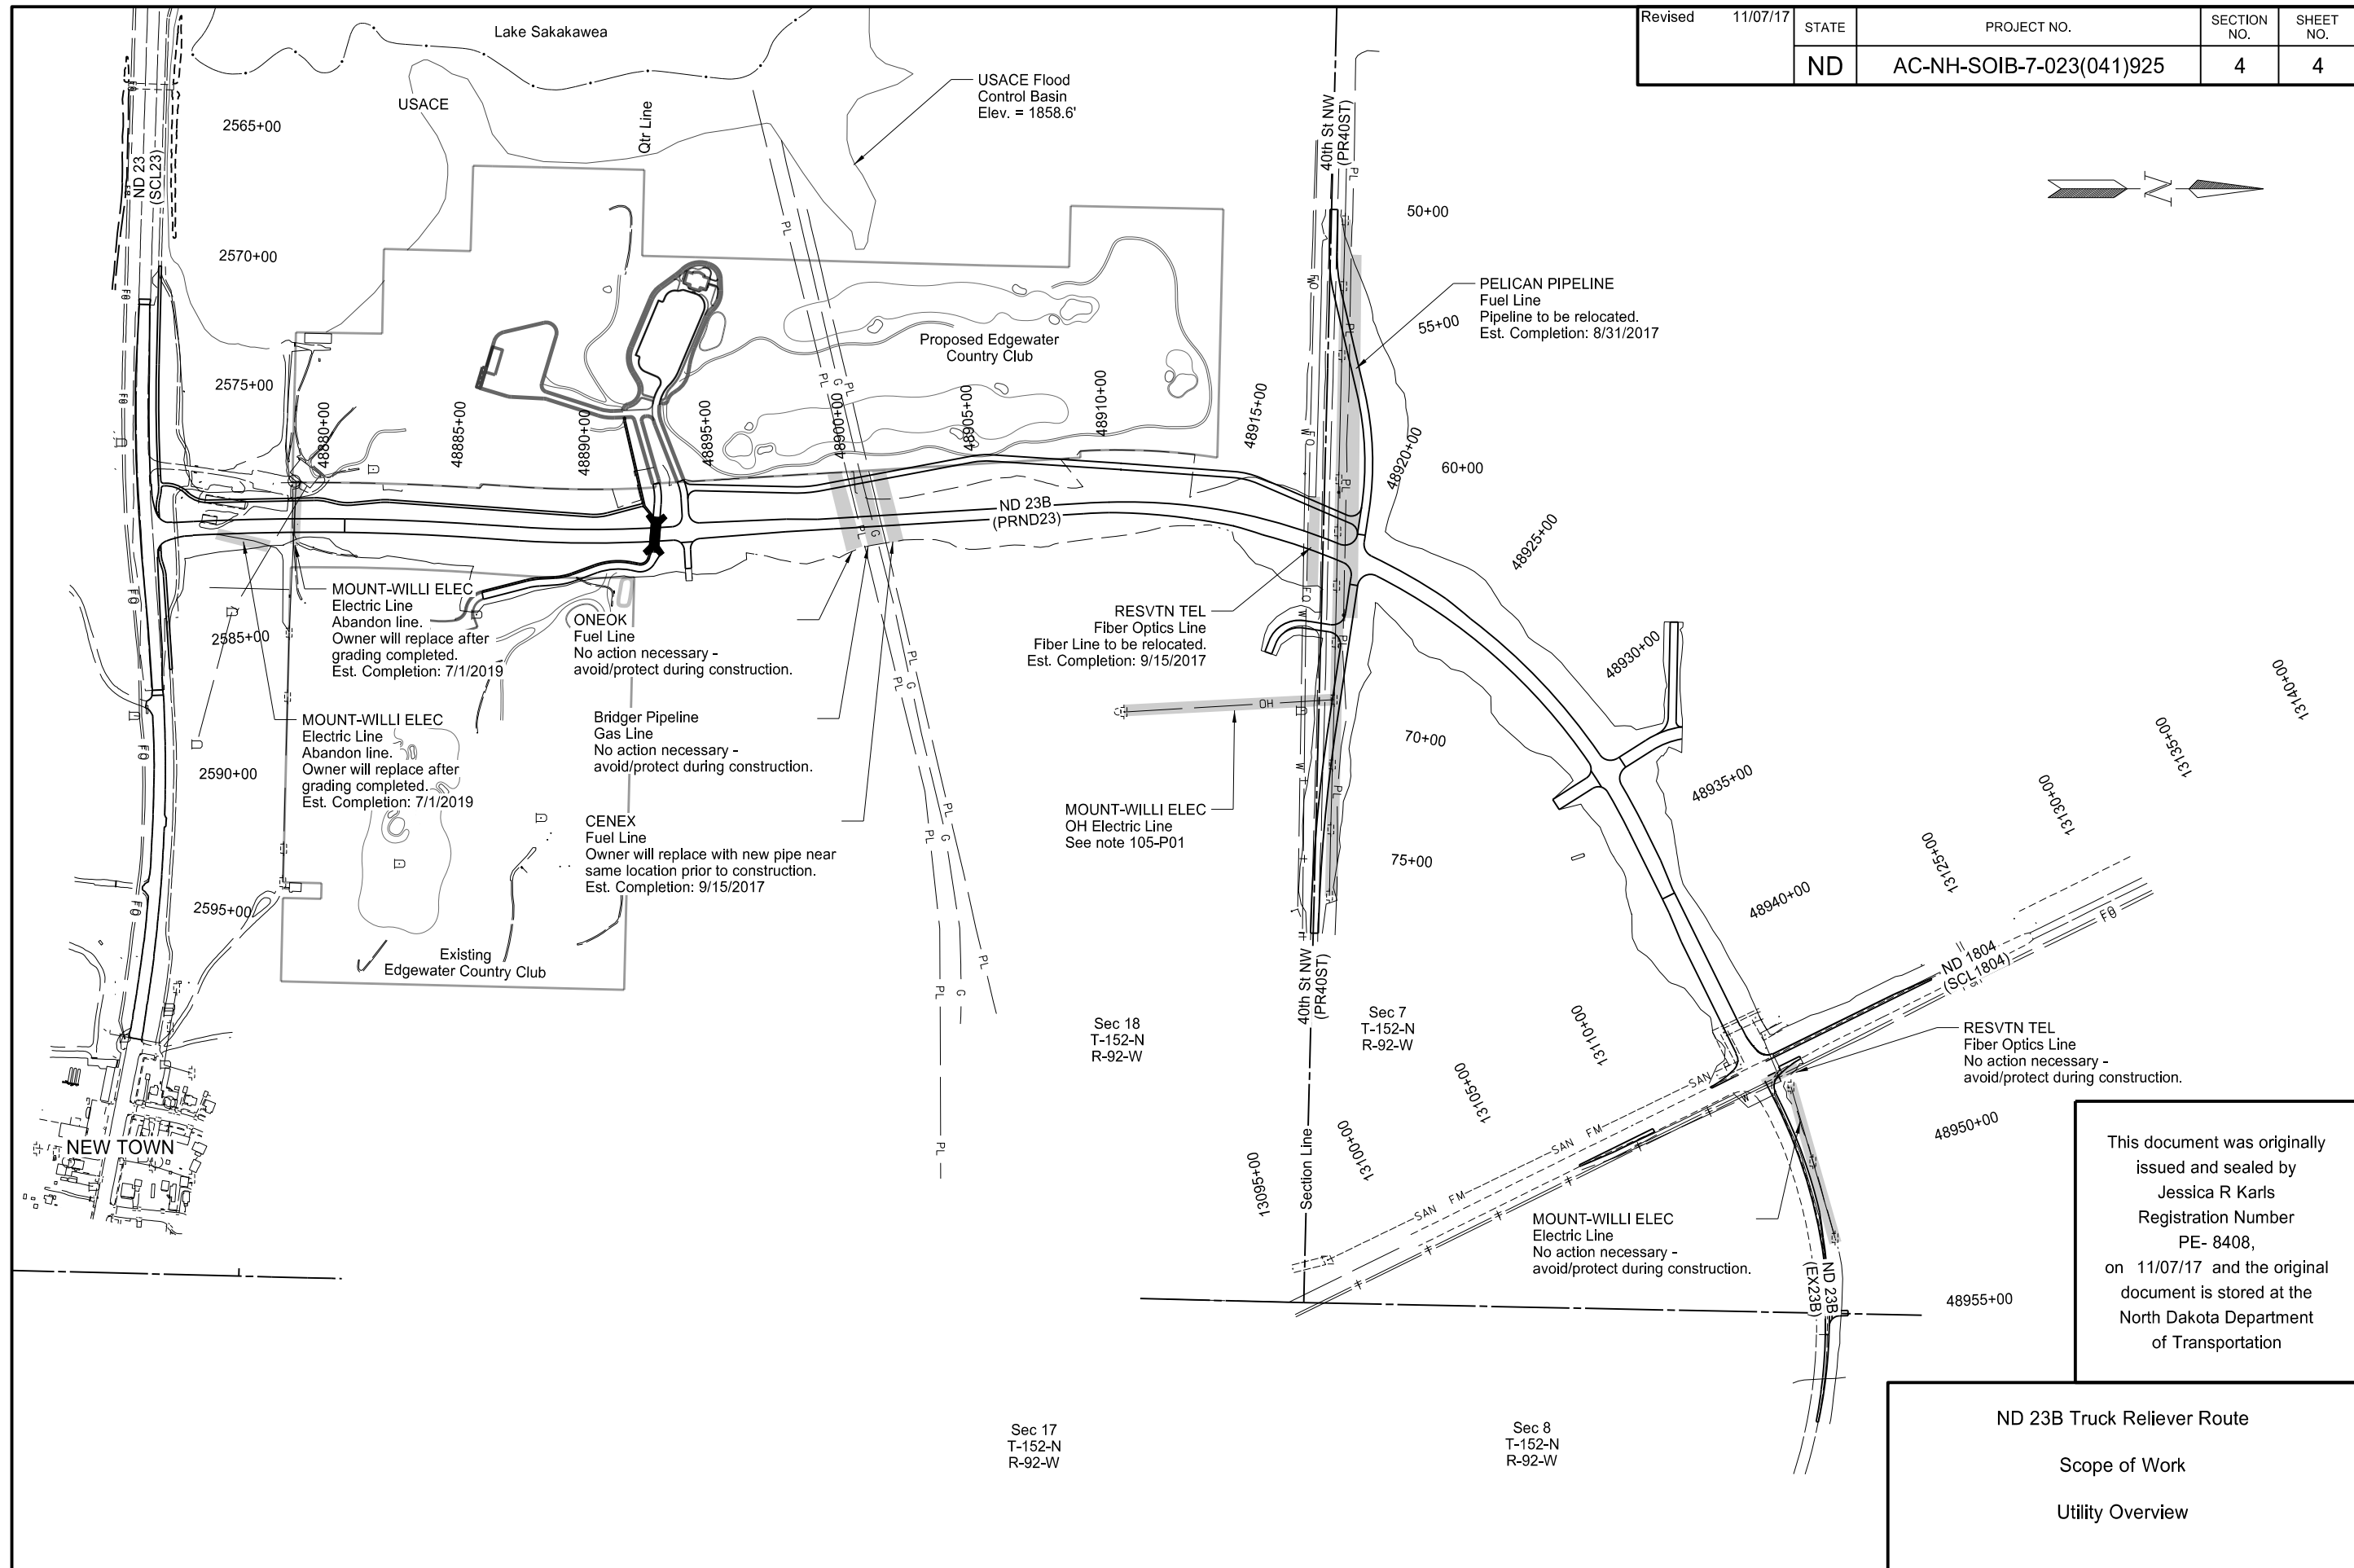 Revised 11/07/17
STATE
PROJECT NO.
SECTION
NO.
SHEET
NO.
ND
AC-NH-SOIB-7-023(041)925
4
4
Lake Sakakawea
USACE
Qtr Line
USACE Flood
Control Basin
Elev. = 1858.6'
ND 23
(SCL23)
40th St NW
(PR40ST)
N
2565+00
2570+00
2575+00
2585+00
2590+00
2595+00
50+00
55+00
60+00
70+00
75+00
PELICAN PIPELINE
Fuel Line
Pipeline to be relocated.
Est. Completion: 8/31/2017
Proposed Edgewater
Country Club
48880+00
48885+00
48890+00
48895+00
48900+00
48905+00
48910+00
48915+00
48920+00
48925+00
48930+00
48935+00
48940+00
48950+00
48955+00
ND 23B
(PRND23)
MOUNT-WILLI ELEC
Electric Line
Abandon line.
Owner will replace after
grading completed.
Est. Completion: 7/1/2019
MOUNT-WILLI ELEC
Electric Line
Abandon line.
Owner will replace after
grading completed.
Est. Completion: 7/1/2019
ONEOK
Fuel Line
No action necessary -
avoid/protect during construction.
Bridger Pipeline
Gas Line
No action necessary -
avoid/protect during construction.
CENEX
Fuel Line
Owner will replace with new pipe near
same location prior to construction.
Est. Completion: 9/15/2017
RESVTN TEL
Fiber Optics Line
Fiber Line to be relocated.
Est. Completion: 9/15/2017
OH
MOUNT-WILLI ELEC
OH Electric Line
See note 105-P01
Existing
Edgewater Country Club
NEW TOWN
40th St NW
(PR40ST)
Section Line
Sec 18
T-152-N
R-92-W
Sec 7
T-152-N
R-92-W
13095+00
13100+00
13105+00
13110+00
13125+00
13130+00
13135+00
13140+00
ND 1804
(SCL1804)
SAN FM
SAN FM
SAN
RESVTN TEL
Fiber Optics Line
No action necessary -
avoid/protect during construction.
MOUNT-WILLI ELEC
Electric Line
No action necessary -
avoid/protect during construction.
ND 23B
(EX23B)
Sec 17
T-152-N
R-92-W
Sec 8
T-152-N
R-92-W
This document was originally
issued and sealed by
Jessica R Karls
Registration Number
PE- 8408,
on 11/07/17 and the original
document is stored at the
North Dakota Department
of Transportation
ND 23B Truck Reliever Route
Scope of Work
Utility Overview